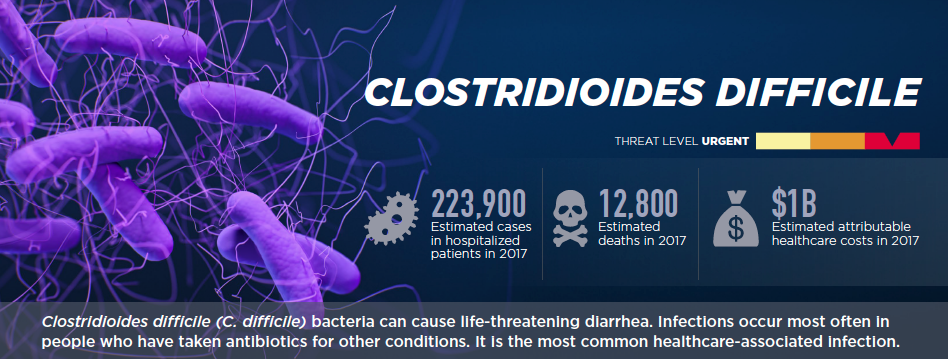 CLOSTRIDIOIDES DIFFICILE
THREAT LEVEL URGENT
223,900
Estimated cases
in hospitalized
patients in 2017
12,800
Estimated
deaths in 2017
$
$1B
Estimated attributable
healthcare costs in 2017
Clostridioides difficile (C. difficile) bacteria can cause life-threatening diarrhea. Infections occur most often in
people who have taken antibiotics for other conditions. It is the most common healthcare-associated infection.